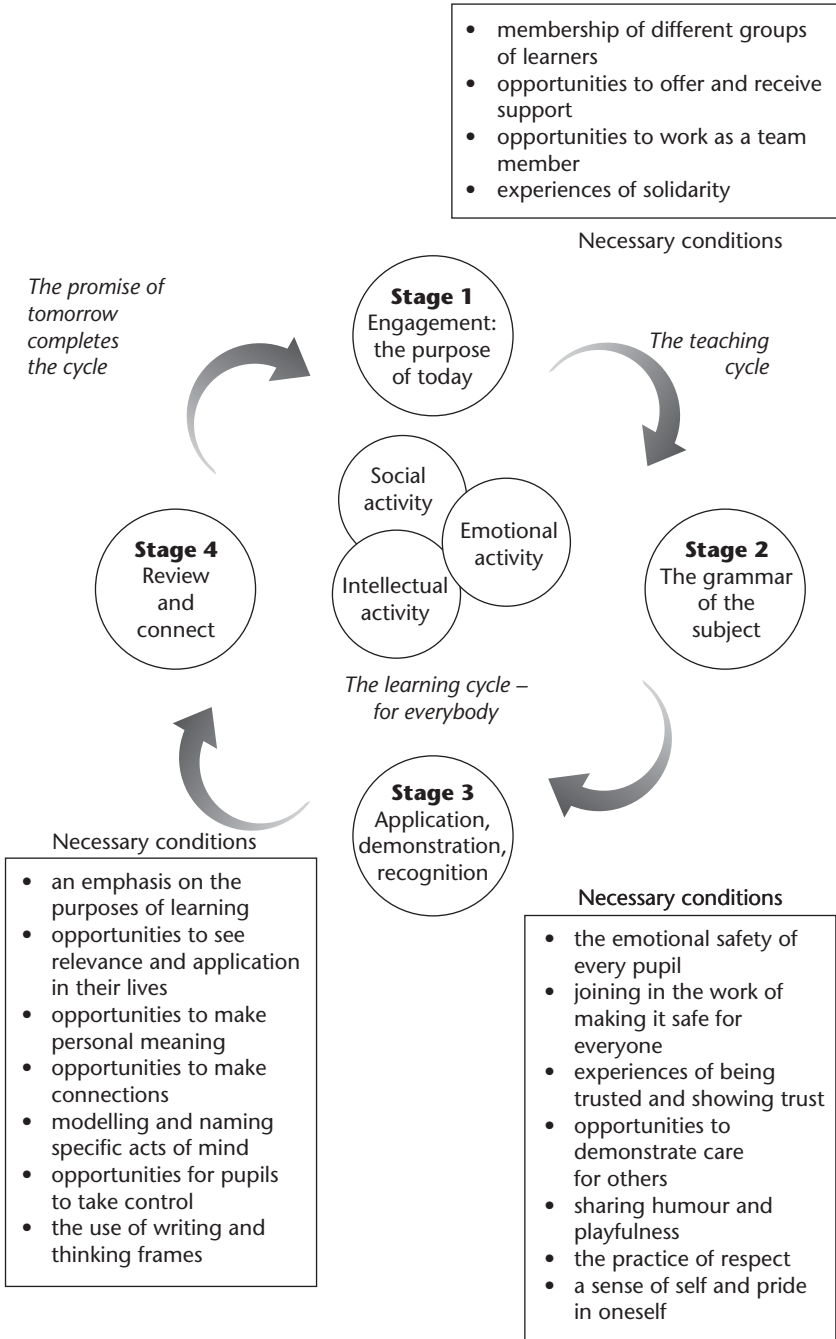 • membership of different groups
of learners
• opportunities to offer and receive
support
• opportunities to work as a team
member
• experiences of solidarity
Necessary conditions
The promise of
tomorrow
completes
the cycle
Stage 1
Engagement:
the purpose
of today
The teaching
cycle
Social
activity
Emotional
activity
Intellectual
activity
Stage 4
Review
and
connect
Stage 2
The grammar
of the
subject
The learning cycle –
for everybody
Stage 3
Application,
demonstration,
recognition
Necessary conditions
• an emphasis on the
purposes of learning
• opportunities to see
relevance and application
in their lives
• opportunities to make
personal meaning
• opportunities to make
connections
• modelling and naming
specific acts of mind
• opportunities for pupils
to take control
• the use of writing and
thinking frames
Necessary conditions
• the emotional safety of
every pupil
• joining in the work of
making it safe for
everyone
• experiences of being
trusted and showing trust
• opportunities to
demonstrate care
for others
• sharing humour and
playfulness
• the practice of respect
• a sense of self and pride
in oneself